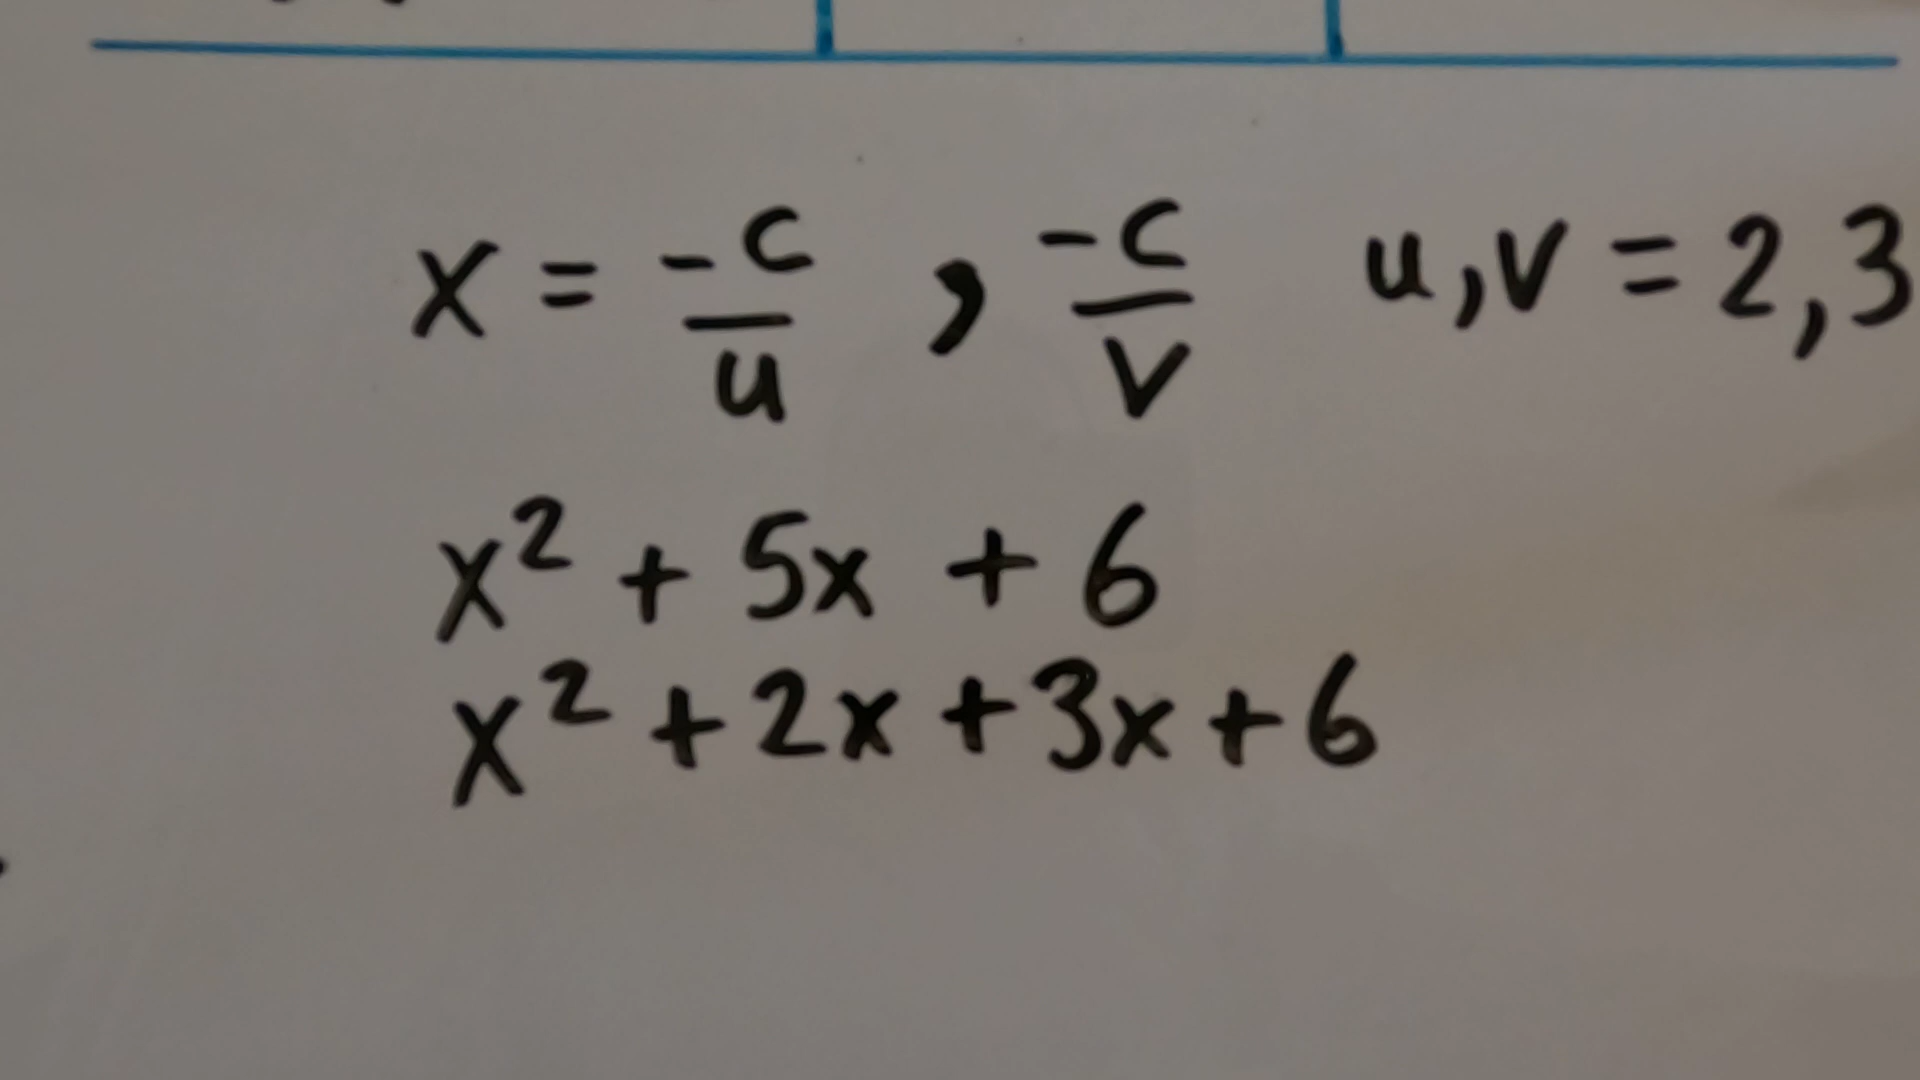 x = -c/u , -c/v u,v = 2,3
x² + 5x + 6
x² + 2x + 3x + 6